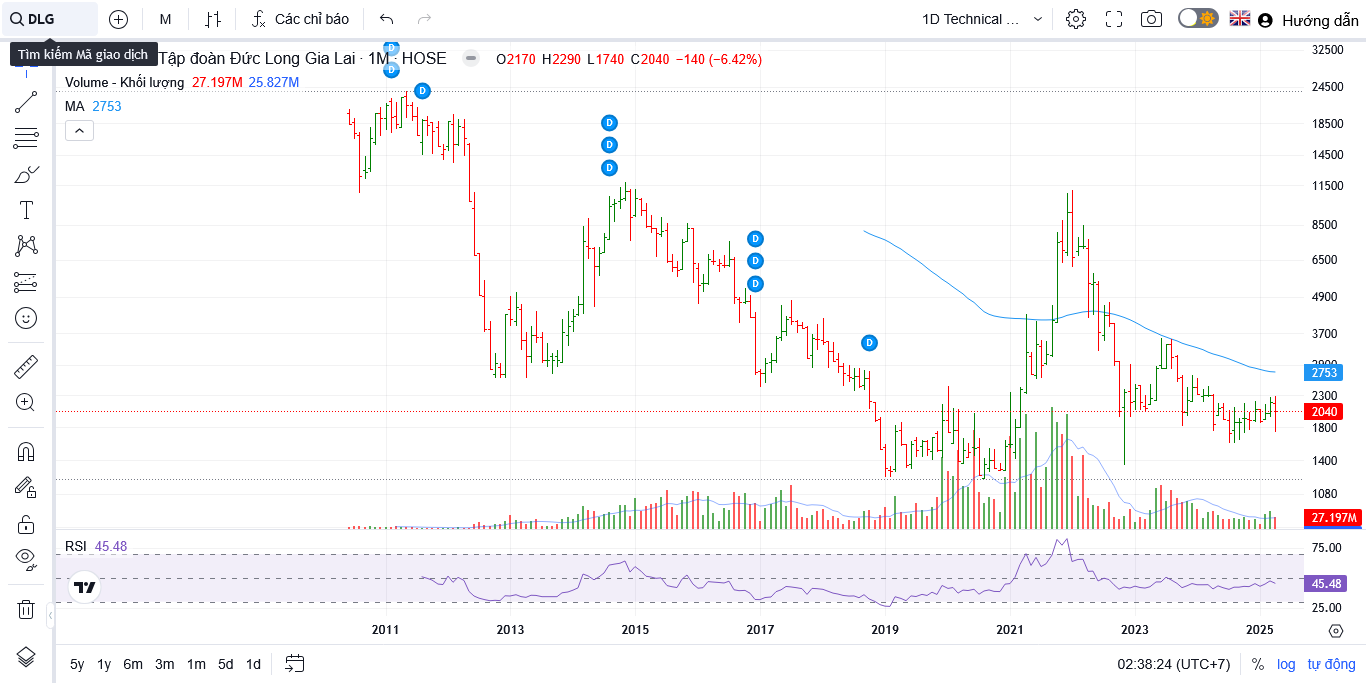 DLG
M
Các chỉ báo
1D Technical ...
Hướng dẫn
Tìm kiếm Mã giao dịch
Tập đoàn Đức Long Gia Lai · 1M · HOSE
O2170 H2290 L1740 C2040 −140 (−6.42%)
Volume - Khối lượng 27.197M 25.827M
MA 2753
D
D
D
D
D
D
D
D
D
D
32500
24500
18500
14500
11500
8500
6500
4900
3700
2900
2753
2300
2040
1800
1400
1080
27.197M
RSI 45.48
75.00
45.48
25.00
2011 2013 2015 2017 2019 2021 2023 2025
5y 1y 6m 3m 1m 5d 1d
02:38:24 (UTC+7) % log tự động